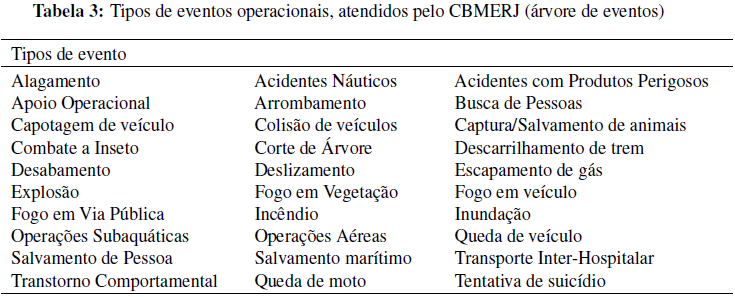 Tabela 3: Tipos de eventos operacionais, atendidos pelo CBMERJ (árvore de eventos)
Tipos de evento
Alagamento Acidentes Náuticos Acidentes com Produtos Perigosos
Apoio Operacional Arrombamento Busca de Pessoas
Capotagem de veículo Colisão de veículos Captura/Salvamento de animais
Combate a Inseto Corte de Árvore Descarrilhamento de trem
Desabamento Deslizamento Escapamento de gás
Explosão Fogo em Vegetação Fogo em veículo
Fogo em Via Pública Incêndio Inundação
Operações Subaquáticas Operações Aéreas Queda de veículo
Salvamento de Pessoa Salvamento marítimo Transporte Inter-Hospitalar
Transtorno Comportamental Queda de moto Tentativa de suicídio